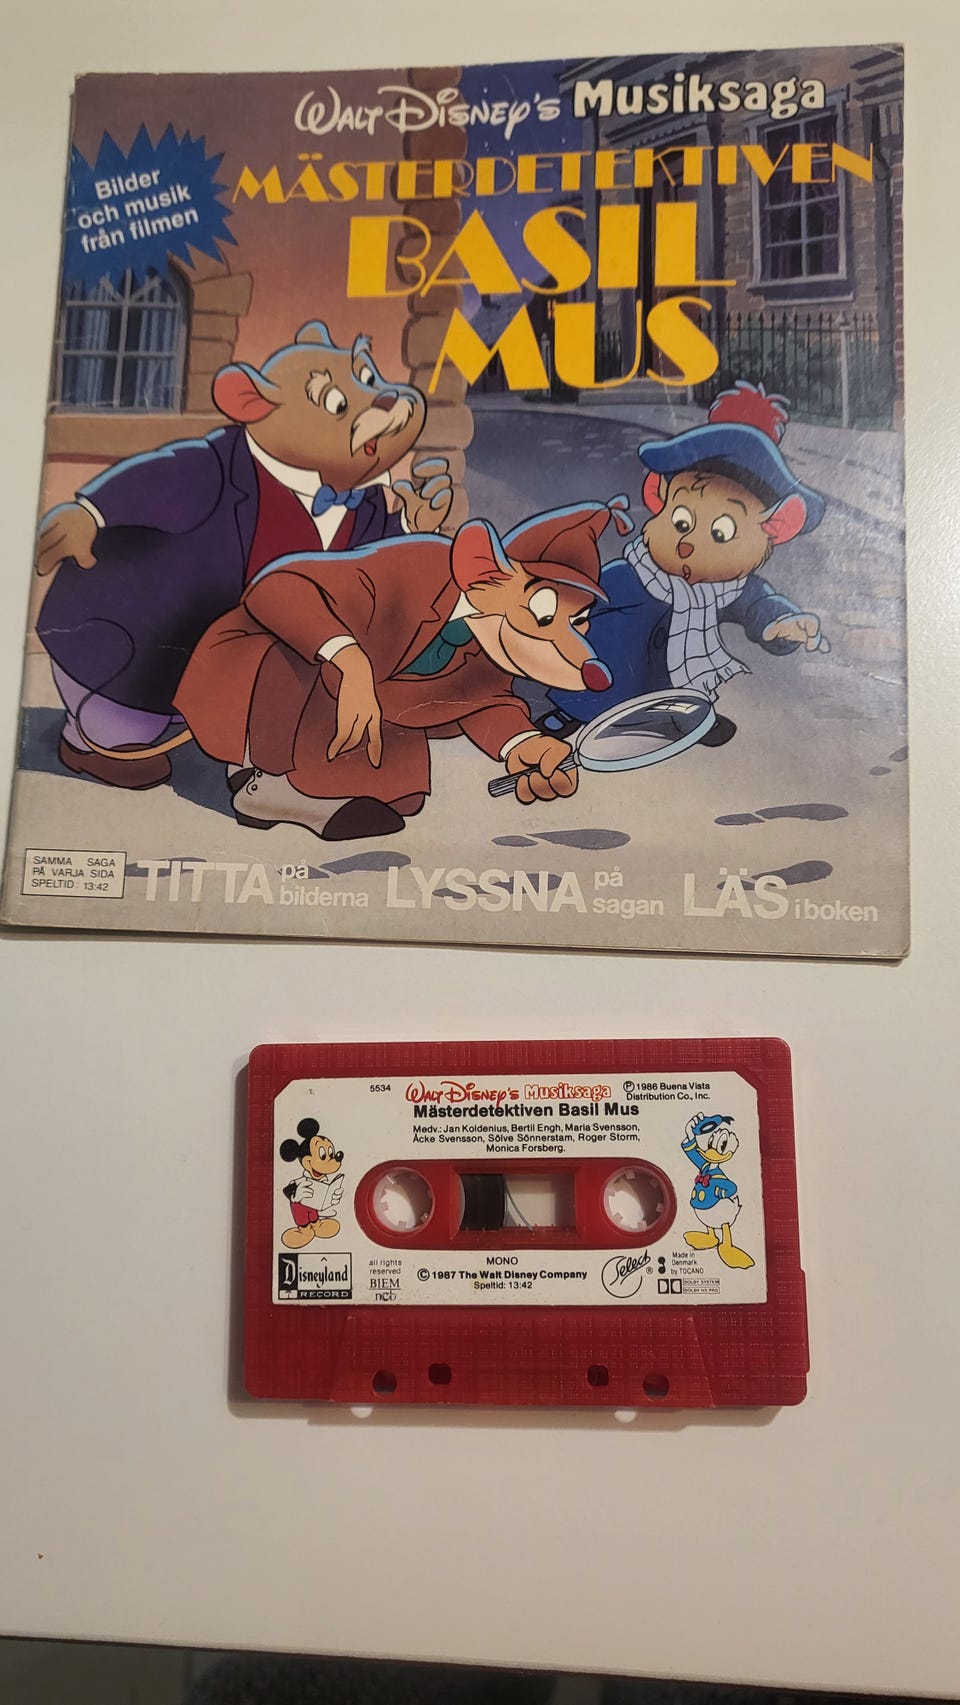 WALT DISNEY'S Musiksaga
MÄSTERDETEKTIVEN
BASIL
MUS
Bilder
och musik
från filmen
SAMMA SAGA
PÅ VARJA SIDA
SPELTID: 13:42
TITTA på bilderna LYSSNA på sagan LÄS i boken
5534
WALT DISNEY'S Musiksaga
Ⓟ 1986 Buena Vista
Distribution Co., Inc.
Mästerdetektiven Basil Mus
Medv.: Jan Koldenius, Bertil Engh, Maria Svensson,
Åcke Svensson, Sölve Sönnerstam, Roger Storm,
Monica Forsberg.
Disneyland
RECORD
all rights
reserved
BIEM
ncb
MONO
© 1987 The Walt Disney Company
Speltid: 13:42
Select ®
Made in
Denmark
by TOCANO
DOLBY SYSTEM
DOLBY HX PRO